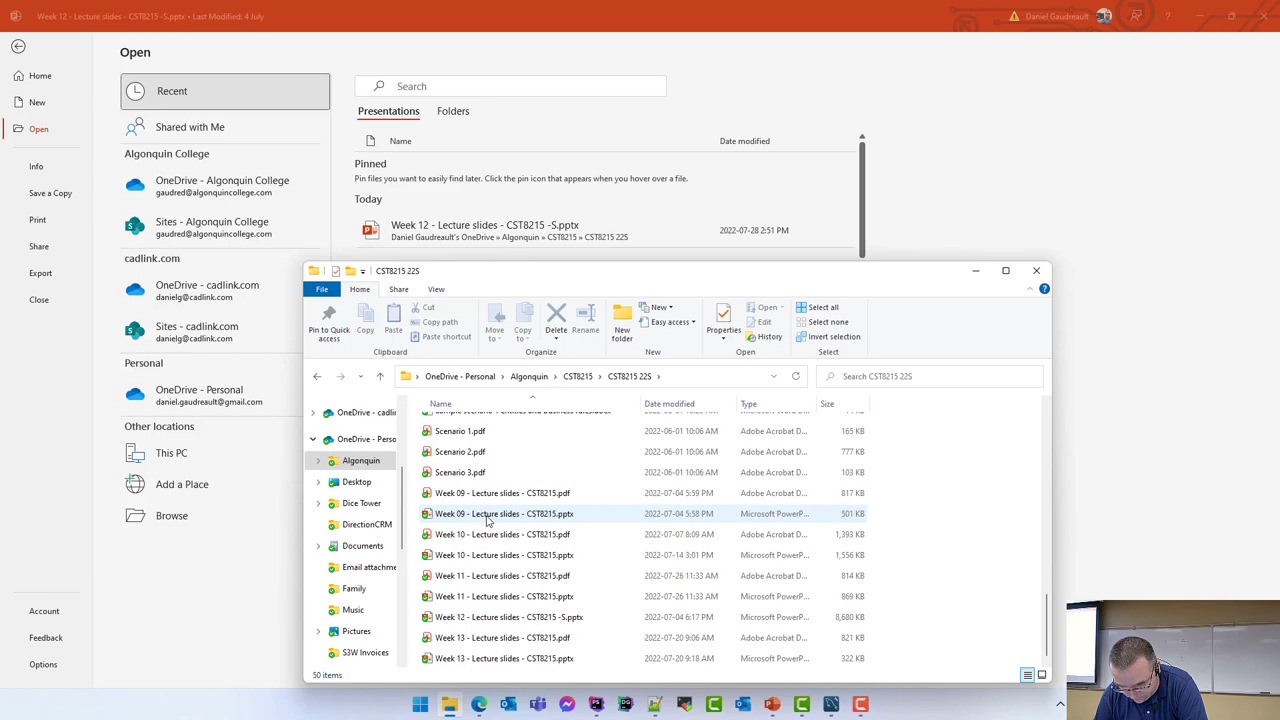 Week 12 - Lecture slides - CST8215 -S.pptx • Last Modified: 4 July
Daniel Gaudreault
?
Open
Home
New
Open
Info
Save a Copy
Print
Share
Export
Close
Account
Feedback
Options
Recent
Shared with Me
Algonquin College
OneDrive - Algonquin College
gaudred@algonquincollege.com
Sites - Algonquin College
gaudred@algonquincollege.com
cadlink.com
OneDrive - cadlink.com
danielg@cadlink.com
Sites - cadlink.com
danielg@cadlink.com
Personal
OneDrive - Personal
daniel.gaudreault@gmail.com
Other locations
This PC
Add a Place
Browse
Search
Presentations Folders
Name Date modified
Pinned
Pin files you want to easily find later. Click the pin icon that appears when you hover over a file.
Today
Week 12 - Lecture slides - CST8215 -S.pptx
Daniel Gaudreault's OneDrive » Algonquin » CST8215 » CST8215 22S
2022-07-28 2:51 PM
CST8215 22S
File Home Share View
Pin to Quick access
Copy
Paste
Cut
Copy path
Paste shortcut
Clipboard
Move to
Copy to
Delete
Rename
Organize
New folder
New
Easy access
New
Properties
Open
Edit
History
Open
Select all
Select none
Invert selection
Select
OneDrive - Personal › Algonquin › CST8215 › CST8215 22S ›
Search CST8215 22S
Name Date modified Type Size
OneDrive - cadlin
OneDrive - Perso
Algonquin
Desktop
Dice Tower
DirectionCRM
Documents
Email attachme
Family
Music
Pictures
S3W Invoices
Scenario 1.pdf 2022-06-01 10:06 AM Adobe Acrobat D... 165 KB
Scenario 2.pdf 2022-06-01 10:06 AM Adobe Acrobat D... 777 KB
Scenario 3.pdf 2022-06-01 10:06 AM Adobe Acrobat D... 103 KB
Week 09 - Lecture slides - CST8215.pdf 2022-07-04 5:59 PM Adobe Acrobat D... 817 KB
Week 09 - Lecture slides - CST8215.pptx 2022-07-04 5:58 PM Microsoft PowerP... 501 KB
Week 10 - Lecture slides - CST8215.pdf 2022-07-07 8:09 AM Adobe Acrobat D... 1,393 KB
Week 10 - Lecture slides - CST8215.pptx 2022-07-14 3:01 PM Microsoft PowerP... 1,556 KB
Week 11 - Lecture slides - CST8215.pdf 2022-07-26 11:33 AM Adobe Acrobat D... 814 KB
Week 11 - Lecture slides - CST8215.pptx 2022-07-26 11:33 AM Microsoft PowerP... 869 KB
Week 12 - Lecture slides - CST8215 -S.pptx 2022-07-04 6:17 PM Microsoft PowerP... 8,680 KB
Week 13 - Lecture slides - CST8215.pdf 2022-07-20 9:06 AM Adobe Acrobat D... 821 KB
Week 13 - Lecture slides - CST8215.pptx 2022-07-20 9:18 AM Microsoft PowerP... 322 KB
50 items